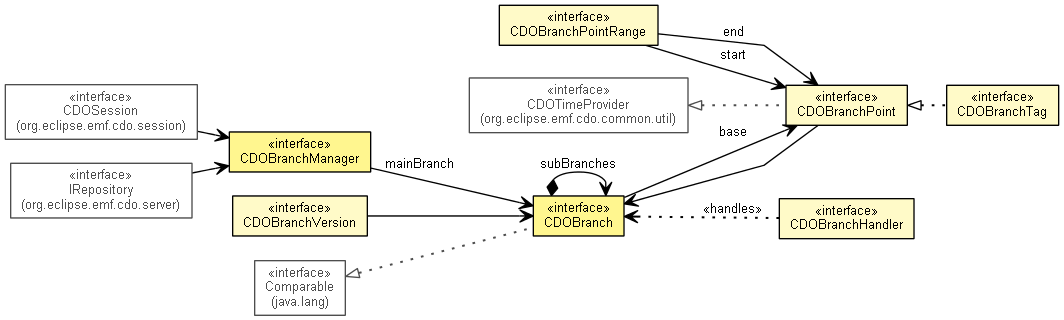 «interface»
CDOBranchPointRange
end
start
«interface»
CDOSession
(org.eclipse.emf.cdo.session)
«interface»
CDOTimeProvider
(org.eclipse.emf.cdo.common.util)
«interface»
CDOBranchPoint
«interface»
CDOBranchTag
«interface»
CDOBranchManager
base
mainBranch
subBranches
«interface»
IRepository
(org.eclipse.emf.cdo.server)
«interface»
CDOBranchVersion
«interface»
CDOBranch
«handles»
«interface»
CDOBranchHandler
«interface»
Comparable
(java.lang)